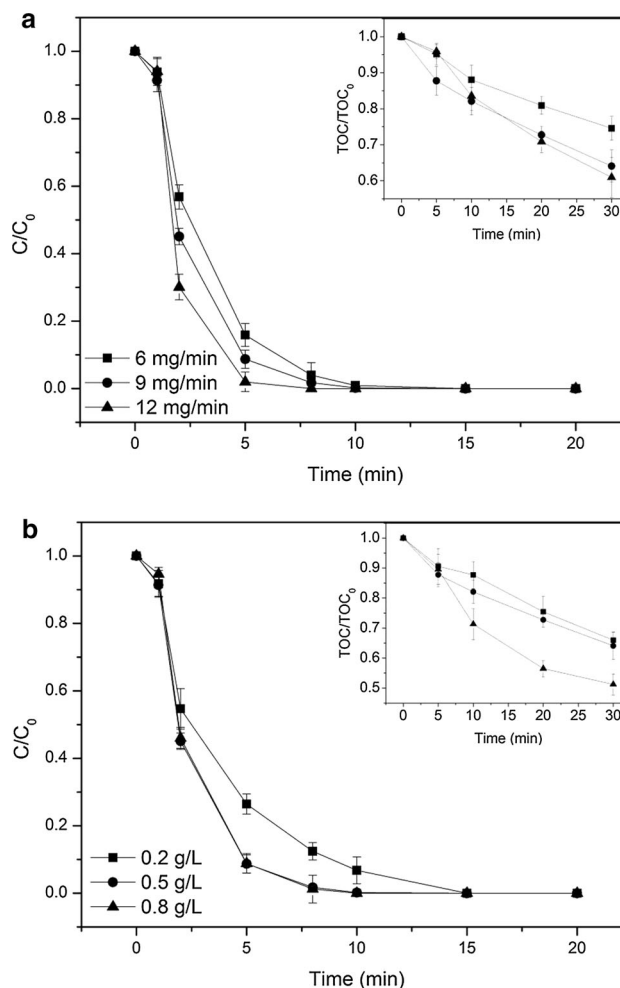 a
1.0
0.8
0.6
0.4
0.2
0.0
C/C0
0 5 10 15 20
Time (min)
6 mg/min
9 mg/min
12 mg/min
1.0
0.9
0.8
0.7
0.6
TOC/TOC0
0 5 10 15 20 25 30
Time (min)
b
1.0
0.8
0.6
0.4
0.2
0.0
C/C0
0 5 10 15 20
Time (min)
0.2 g/L
0.5 g/L
0.8 g/L
1.0
0.9
0.8
0.7
0.6
0.5
TOC/TOC0
0 5 10 15 20 25 30
Time (min)